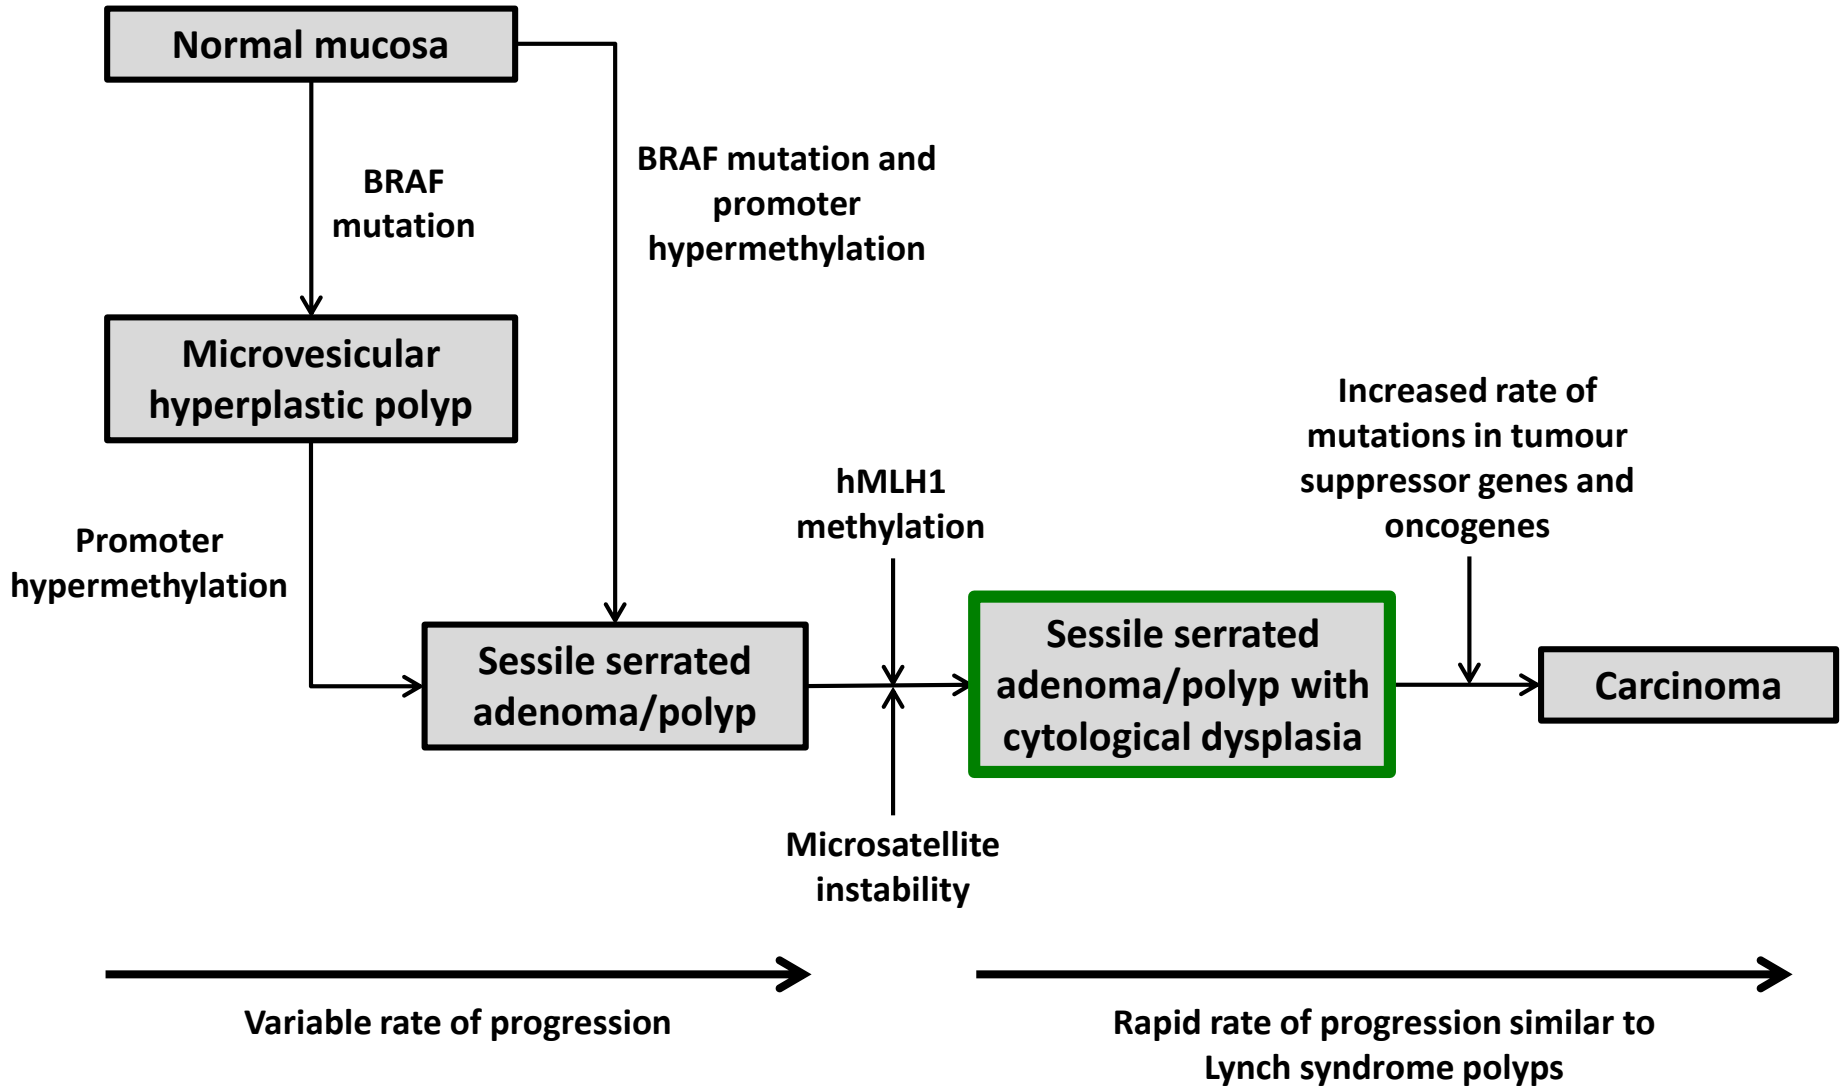 Normal mucosa
BRAF
mutation
BRAF mutation and
promoter
hypermethylation
Microvesicular
hyperplastic polyp
Promoter
hypermethylation
Sessile serrated
adenoma/polyp
hMLH1
methylation
Microsatellite
instability
Sessile serrated
adenoma/polyp with
cytological dysplasia
Increased rate of
mutations in tumour
suppressor genes and
oncogenes
Carcinoma
Variable rate of progression
Rapid rate of progression similar to
Lynch syndrome polyps